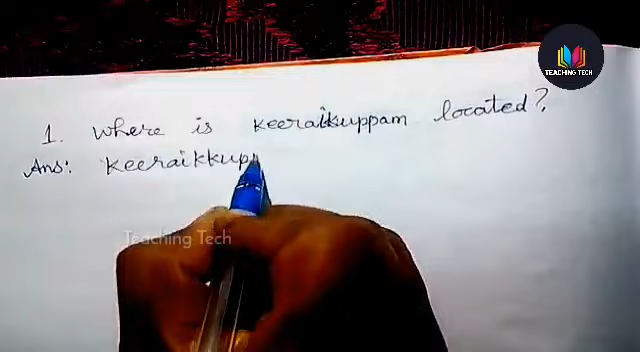 TEACHING TECH
1. Where is Keeraikkuppam located?
Ans: Keeraikkup
Teaching Tech